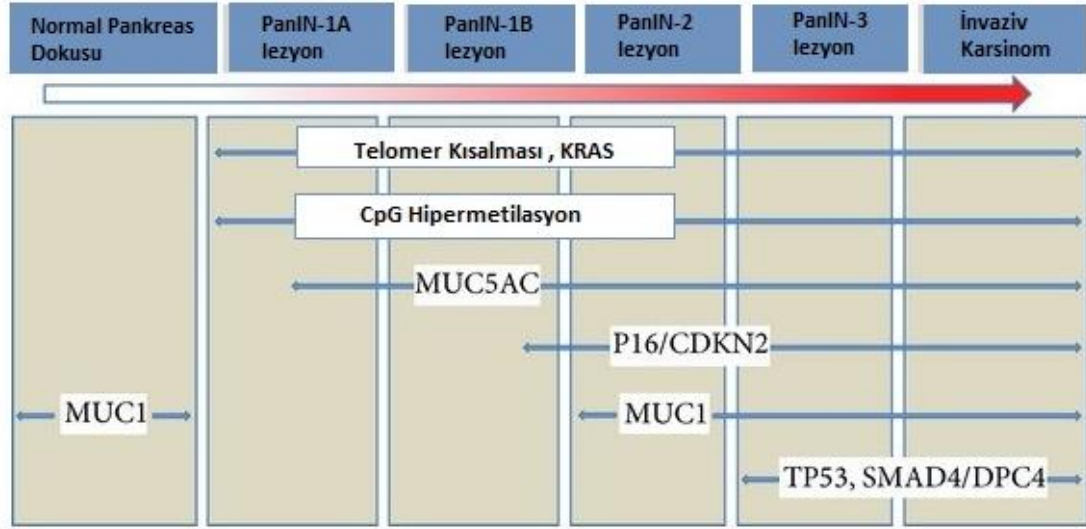 Normal Pankreas
Dokusu
PanIN-1A
lezyon
PanIN-1B
lezyon
PanIN-2
lezyon
PanIN-3
lezyon
İnvaziv
Karsinom
Telomer Kısalması , KRAS
CpG Hipermetilasyon
MUC5AC
P16/CDKN2
MUC1
MUC1
TP53, SMAD4/DPC4